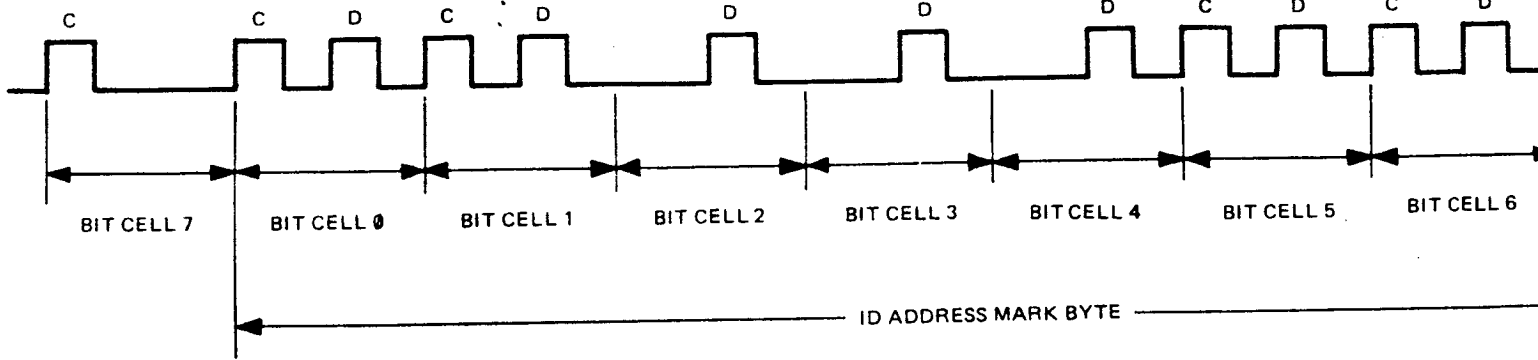 C C D C D D D D C D C D
BIT CELL 7 BIT CELL 0 BIT CELL 1 BIT CELL 2 BIT CELL 3 BIT CELL 4 BIT CELL 5 BIT CELL 6
ID ADDRESS MARK BYTE